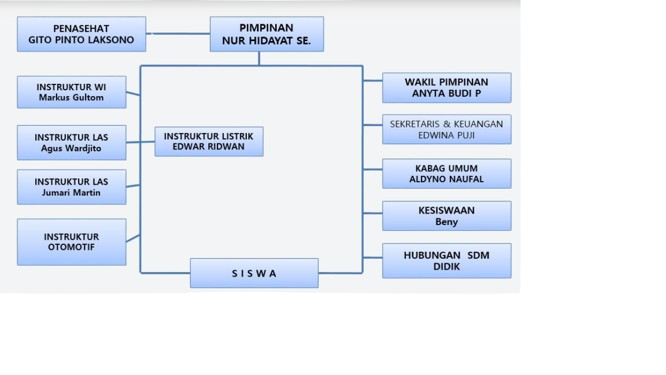 PENASEHAT
GITO PINTO LAKSONO
PIMPINAN
NUR HIDAYAT SE.
INSTRUKTUR WI
Markus Gultom
INSTRUKTUR LAS
Agus Wardjito
INSTRUKTUR LISTRIK
EDWAR RIDWAN
INSTRUKTUR LAS
Jumari Martin
INSTRUKTUR
OTOMOTIF
WAKIL PIMPINAN
ANYTA BUDI P
SEKRETARIS & KEUANGAN
EDWINA PUJI
KABAG UMUM
ALDYNO NAUFAL
KESISWAAN
Beny
HUBUNGAN SDM
DIDIK
S I S W A